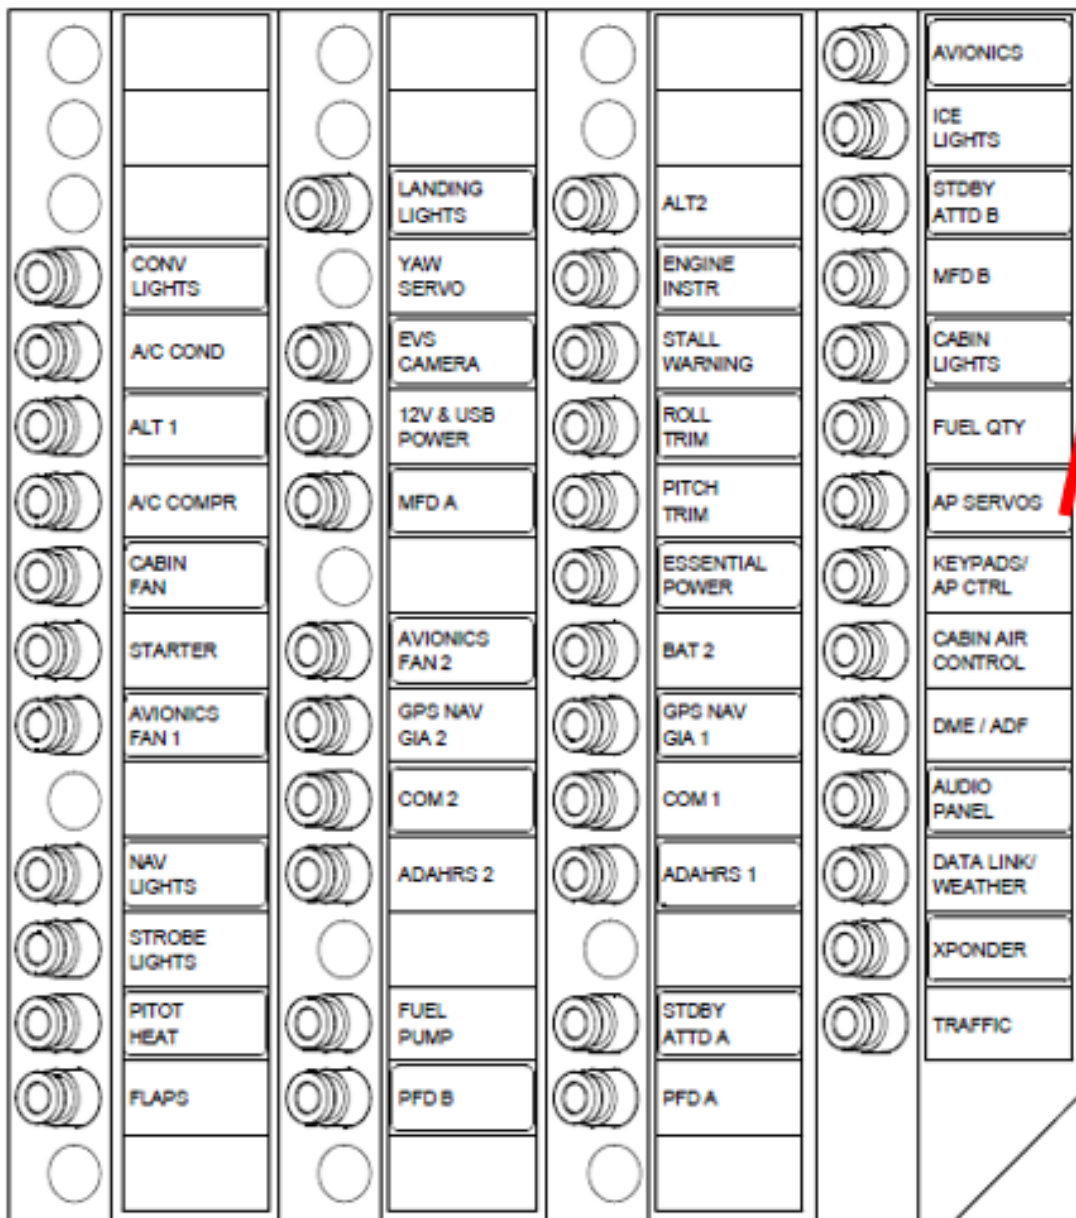 CONV
LIGHTS
A/C COND
ALT 1
A/C COMPR
CABIN
FAN
STARTER
AVIONICS
FAN 1
NAV
LIGHTS
STROBE
LIGHTS
PITOT
HEAT
FLAPS
LANDING
LIGHTS
YAW
SERVO
EVS
CAMERA
12V & USB
POWER
MFD A
AVIONICS
FAN 2
GPS NAV
GIA 2
COM 2
ADAHRS 2
FUEL
PUMP
PFD B
ALT2
ENGINE
INSTR
STALL
WARNING
ROLL
TRIM
PITCH
TRIM
ESSENTIAL
POWER
BAT 2
GPS NAV
GIA 1
COM 1
ADAHRS 1
STDBY
ATTD A
PFD A
AVIONICS
ICE
LIGHTS
STDBY
ATTD B
MFD B
CABIN
LIGHTS
FUEL QTY
AP SERVOS
KEYPADS/
AP CTRL
CABIN AIR
CONTROL
DME / ADF
AUDIO
PANEL
DATA LINK/
WEATHER
XPONDER
TRAFFIC